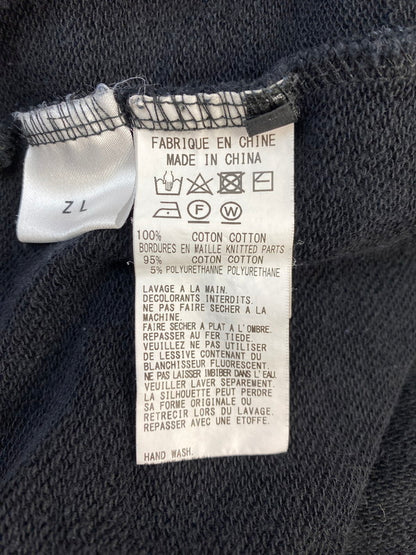 ZL
FABRIQUE EN CHINE
MADE IN CHINA
F
W
100% COTON COTTON
BORDURES EN MAILLE KNITTED PARTS
95% COTON COTTON
5% POLYURETHANNE POLYURETHANE
LAVAGE A LA MAIN.
DECOLORANTS INTERDITS.
NE PAS FAIRE SECHER A LA
MACHINE.
FAIRE SECHER A PLAT A L'OMBRE.
REPASSER AU FER TIEDE.
VEUILLEZ NE PAS UTILISER
DE LESSIVE CONTENANT DU
BLANCHISSEUR FLUORESCENT.
NE PAS LAISSER IMBIBER DANS L'EAU.
VEUILLER LAVER SEPAREMENT.
LA SILHOUETTE PEUT PERDRE
SA FORME ORIGINALE OU
RETRECIR LORS DU LAVAGE.
REPASSER AVEC UNE ETOFFE.
HAND WASH.